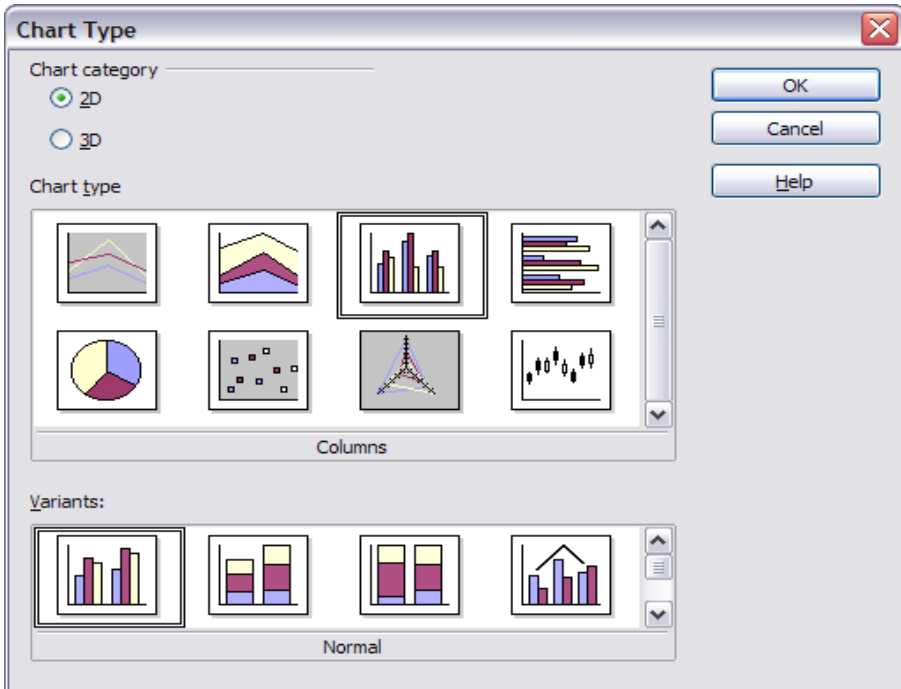 Chart Type
Chart category
2D
3D
OK
Cancel
Help
Chart type
Columns
Variants:
Normal